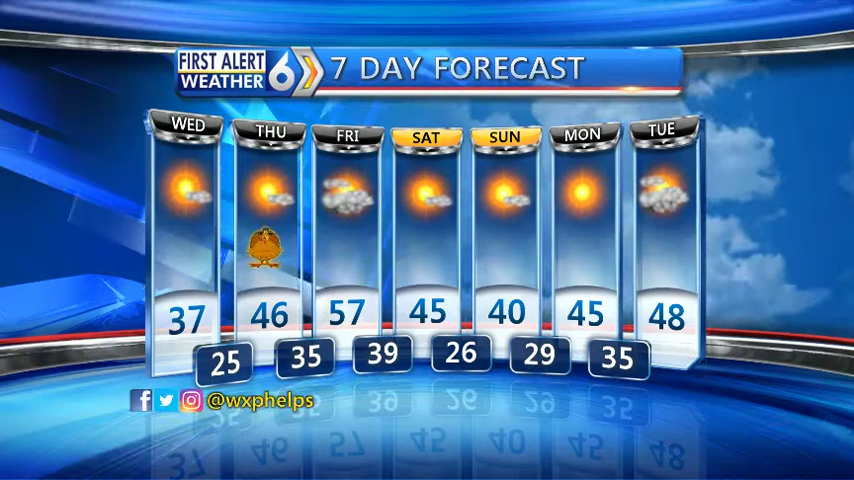 FIRST ALERT
WEATHER 6
7 DAY FORECAST
WED THU FRI SAT SUN MON TUE
37 46 57 45 40 45 48
25 35 39 26 29 35
@wxphelps